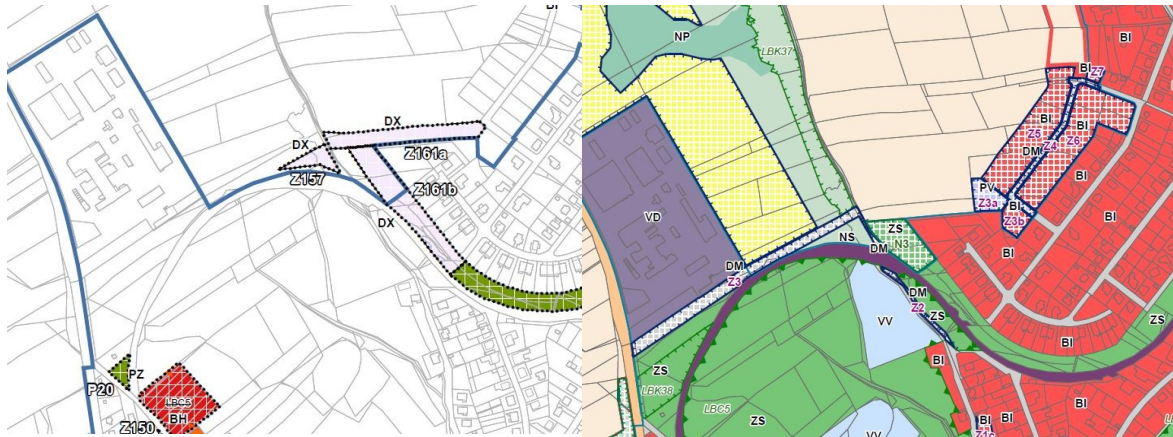 BI
DX
Z161a
DX
Z157
Z161b
DX
PZ
P20
LBC5
BH
Z150
NP
LBK37
BI
BI
Z7
BI
Z5
BI
Z6
DM
Z4
BI
PV
Z3a
BI
Z3b
BI
VD
ZS
N3
NS
DM
DM
Z3
BI
DM
Z2
ZS
VV
ZS
BI
BI
ZS
LBK38
LBC5
ZS
BI
BI
BI
Z1c
VV